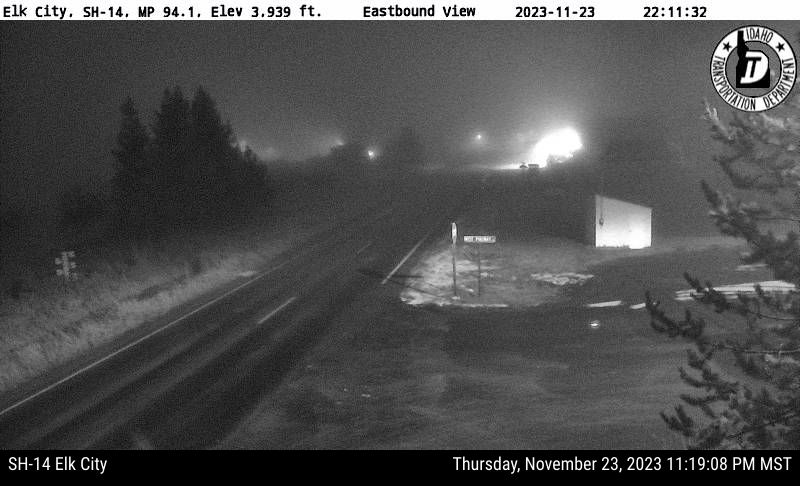 Elk City, SH-14, MP 94.1, Elev 3,939 ft. Eastbound View 2023-11-23 22:11:32
IDAHO
TRANSPORTATION DEPARTMENT
SH-14 Elk City Thursday, November 23, 2023 11:19:08 PM MST